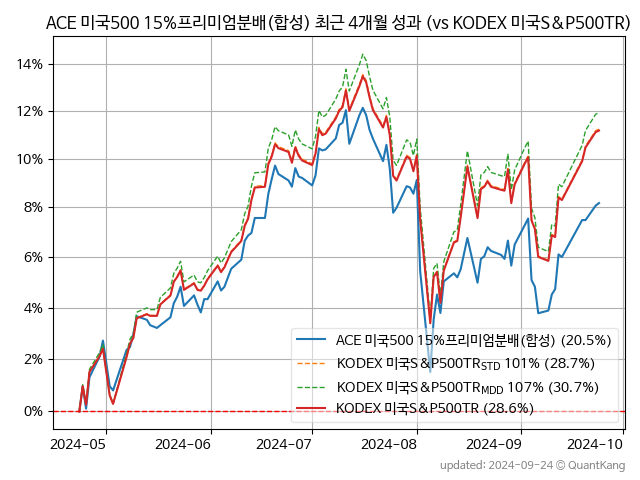 ACE 미국500 15%프리미엄분배(합성) 최근 4개월 성과 (vs KODEX 미국S&P500TR)
14%
12%
10%
8%
6%
4%
2%
0%
ACE 미국500 15%프리미엄분배(합성) (20.5%)
KODEX 미국S&P500TR_STD 101% (28.7%)
KODEX 미국S&P500TR_MDD 107% (30.7%)
KODEX 미국S&P500TR (28.6%)
2024-05 2024-06 2024-07 2024-08 2024-09 2024-10
updated: 2024-09-24 © QuantKang